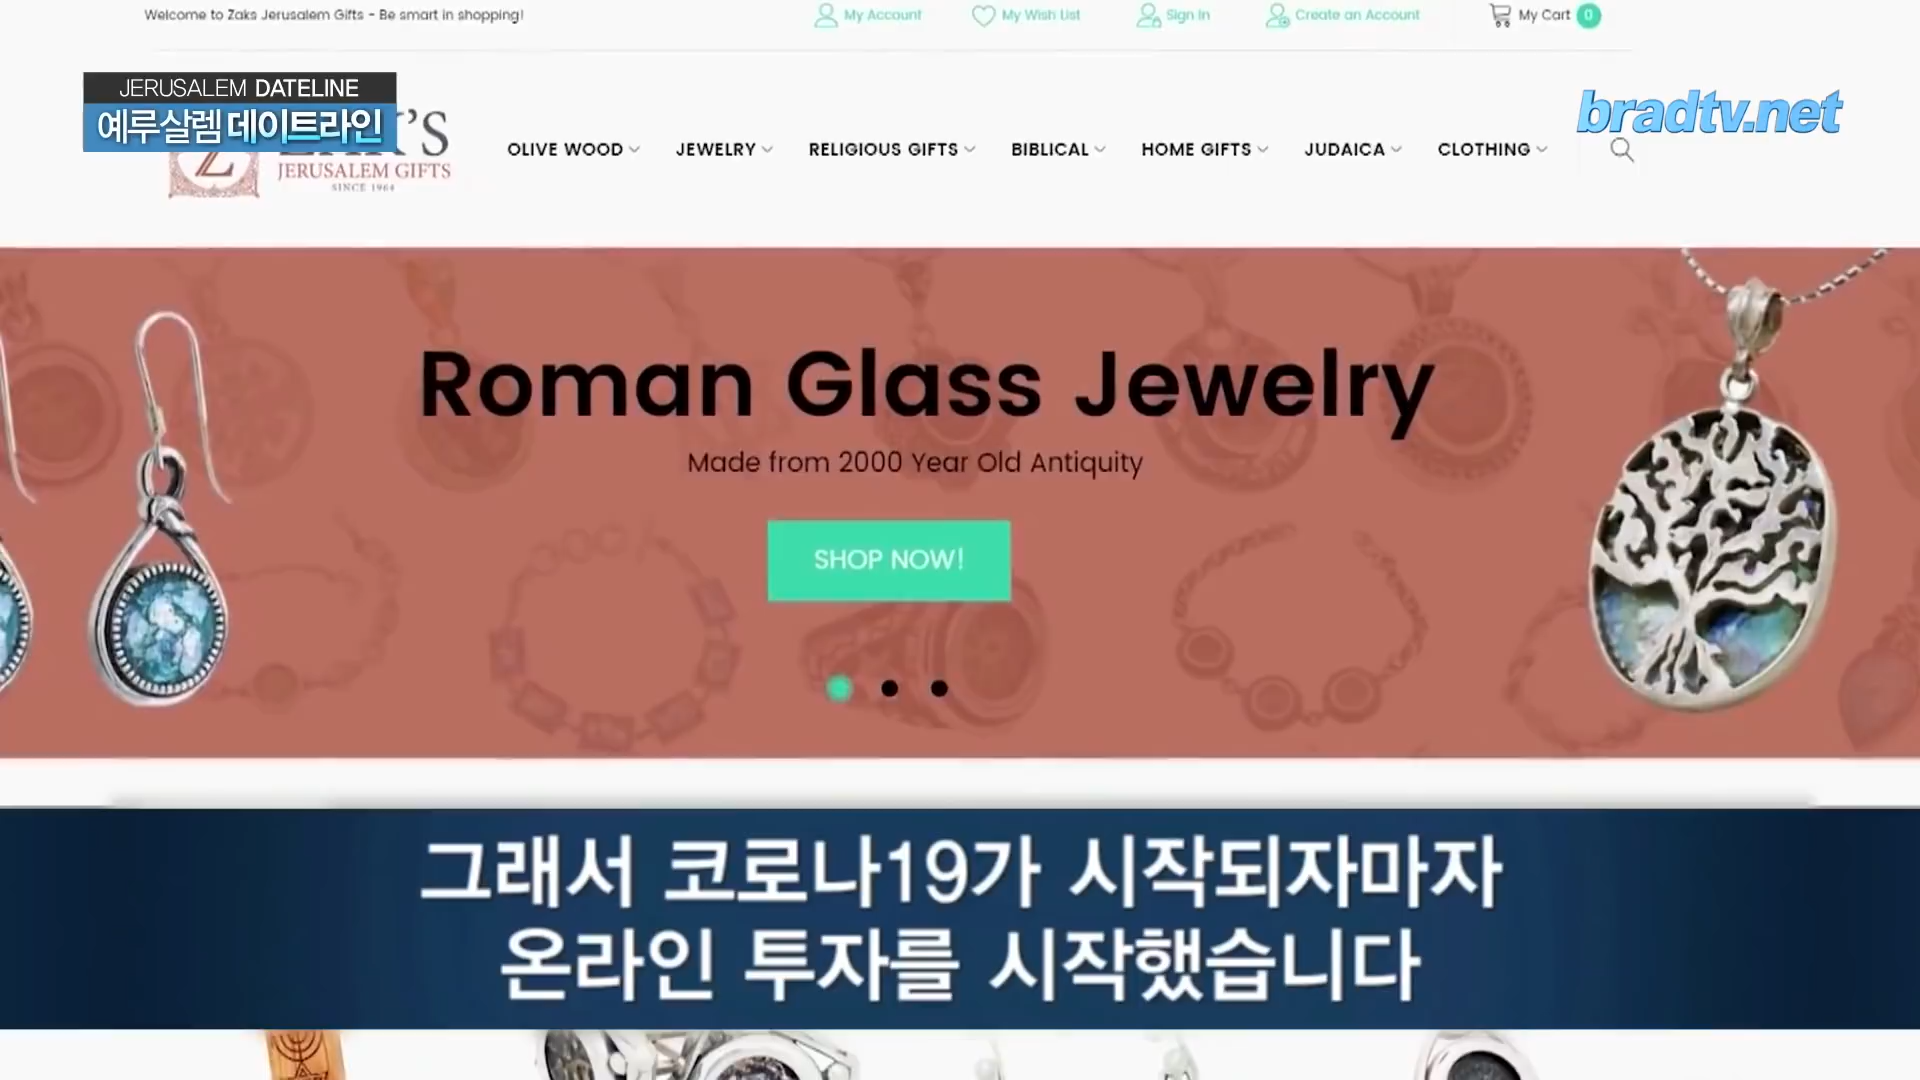 Welcome to Zaks Jerusalem Gifts - Be smart in shopping!
My Account
My Wish List
Sign In
Create an Account
My Cart 0
JERUSALEM DATELINE
예루살렘 데이트라인
bradtv.net
JERUSALEM GIFTS
SINCE 1964
OLIVE WOOD
JEWELRY
RELIGIOUS GIFTS
BIBLICAL
HOME GIFTS
JUDAICA
CLOTHING
Roman Glass Jewelry
Made from 2000 Year Old Antiquity
SHOP NOW!
그래서 코로나19가 시작되자마자
온라인 투자를 시작했습니다